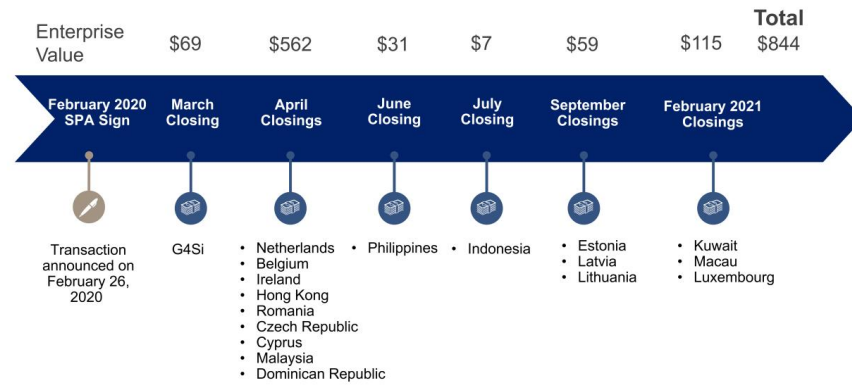 Enterprise Value $69 $562 $31 $7 $59 $115 Total $844
February 2020 SPA Sign
March Closing
April Closings
June Closing
July Closing
September Closings
February 2021 Closings
Transaction announced on February 26, 2020
G4Si
• Netherlands
• Belgium
• Ireland
• Hong Kong
• Romania
• Czech Republic
• Cyprus
• Malaysia
• Dominican Republic
• Philippines
• Indonesia
• Estonia
• Latvia
• Lithuania
• Kuwait
• Macau
• Luxembourg